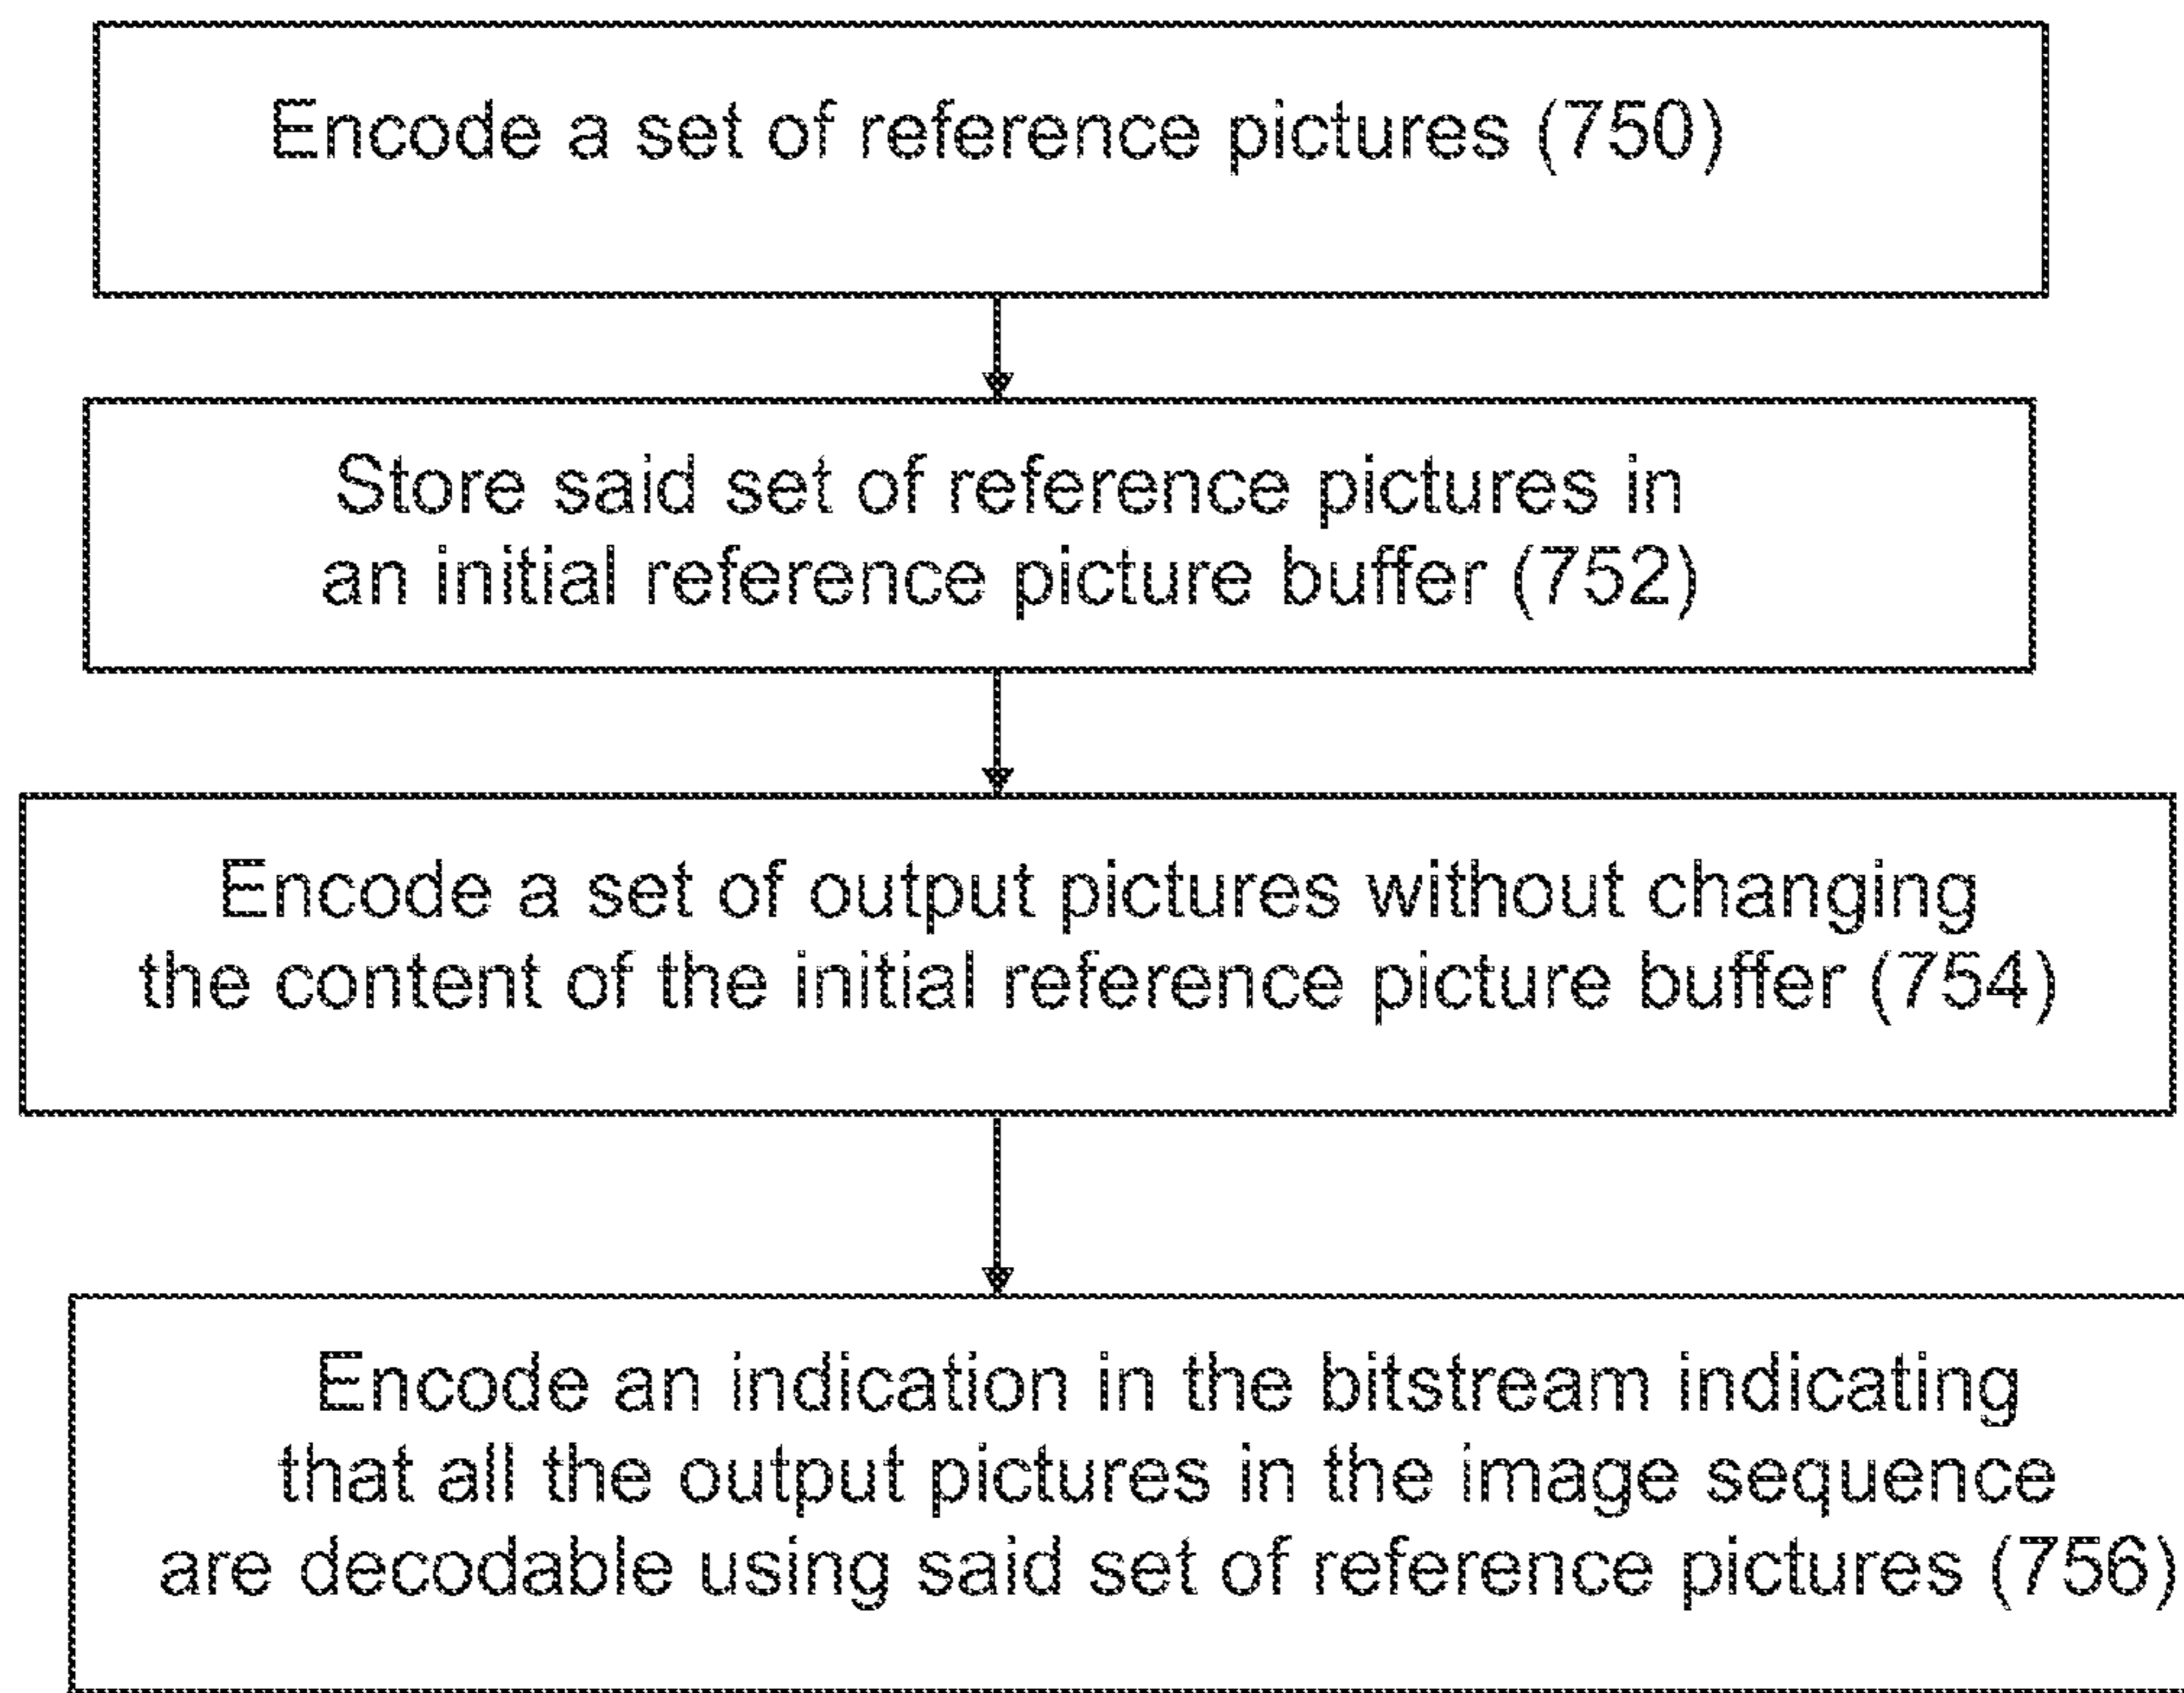 Encode a set of reference pictures (750)
Store said set of reference pictures in
an initial reference picture buffer (752)
Encode a set of output pictures without changing
the content of the initial reference picture buffer (754)
Encode an indication in the bitstream indicating
that all the output pictures in the image sequence
are decodable using said set of reference pictures (756)